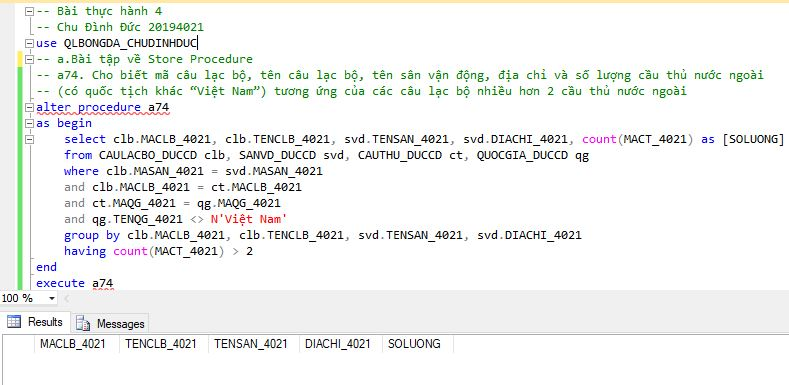 -- Bài thực hành 4
-- Chu Đình Đức 20194021
use QLBONGDA_CHUDINHDUC
-- a.Bài tập về Store Procedure
-- a74. Cho biết mã câu lạc bộ, tên câu lạc bộ, tên sân vận động, địa chỉ và số lượng cầu thủ nước ngoài
-- (có quốc tịch khác “Việt Nam”) tương ứng của các câu lạc bộ nhiều hơn 2 cầu thủ nước ngoài
alter procedure a74
as begin
select clb.MACLB_4021, clb.TENCLB_4021, svd.TENSAN_4021, svd.DIACHI_4021, count(MACT_4021) as [SOLUONG]
from CAULACBO_DUCCD clb, SANVD_DUCCD svd, CAUTHU_DUCCD ct, QUOCGIA_DUCCD qg
where clb.MASAN_4021 = svd.MASAN_4021
and clb.MACLB_4021 = ct.MACLB_4021
and ct.MAQG_4021 = qg.MAQG_4021
and qg.TENQG_4021 <> N'Việt Nam'
group by clb.MACLB_4021, clb.TENCLB_4021, svd.TENSAN_4021, svd.DIACHI_4021
having count(MACT_4021) > 2
end
execute a74
100 %
Results Messages
MACLB_4021 TENCLB_4021 TENSAN_4021 DIACHI_4021 SOLUONG